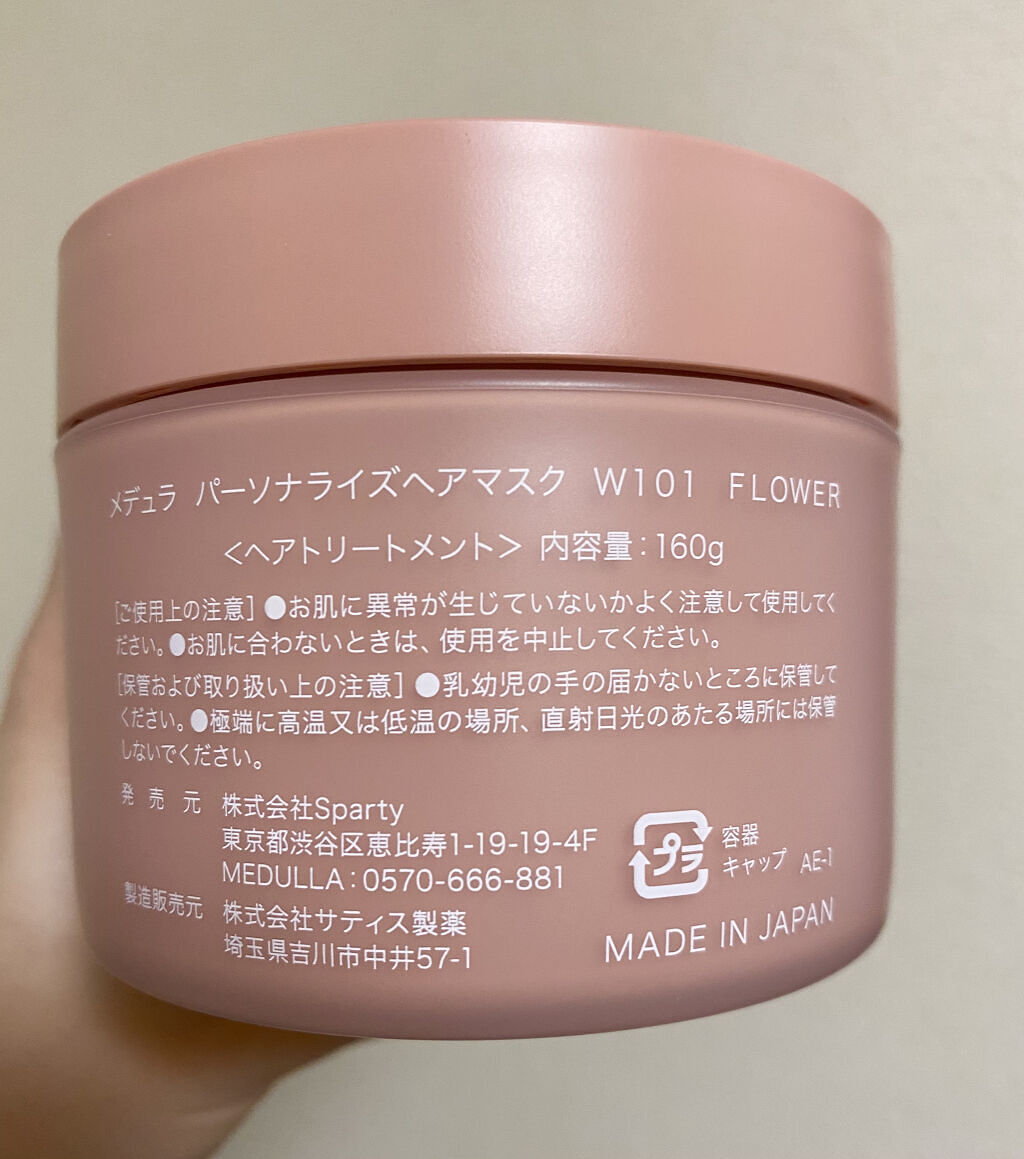 メデュラ パーソナライズヘアマスク W101 FLOWER
<ヘアトリートメント> 内容量：160g
[ご使用上の注意] ●お肌に異常が生じていないかよく注意して使用してく
ださい。●お肌に合わないときは、使用を中止してください。
[保管および取り扱い上の注意] ●乳幼児の手の届かないところに保管して
ください。●極端に高温又は低温の場所、直射日光のあたる場所には保管
しないでください。
発売元 株式会社Sparty
東京都渋谷区恵比寿1-19-19-4F
MEDULLA：0570-666-881
製造販売元 株式会社サティス製薬
埼玉県吉川市中井57-1
プラ 容器
キャップ AE-1
MADE IN JAPAN